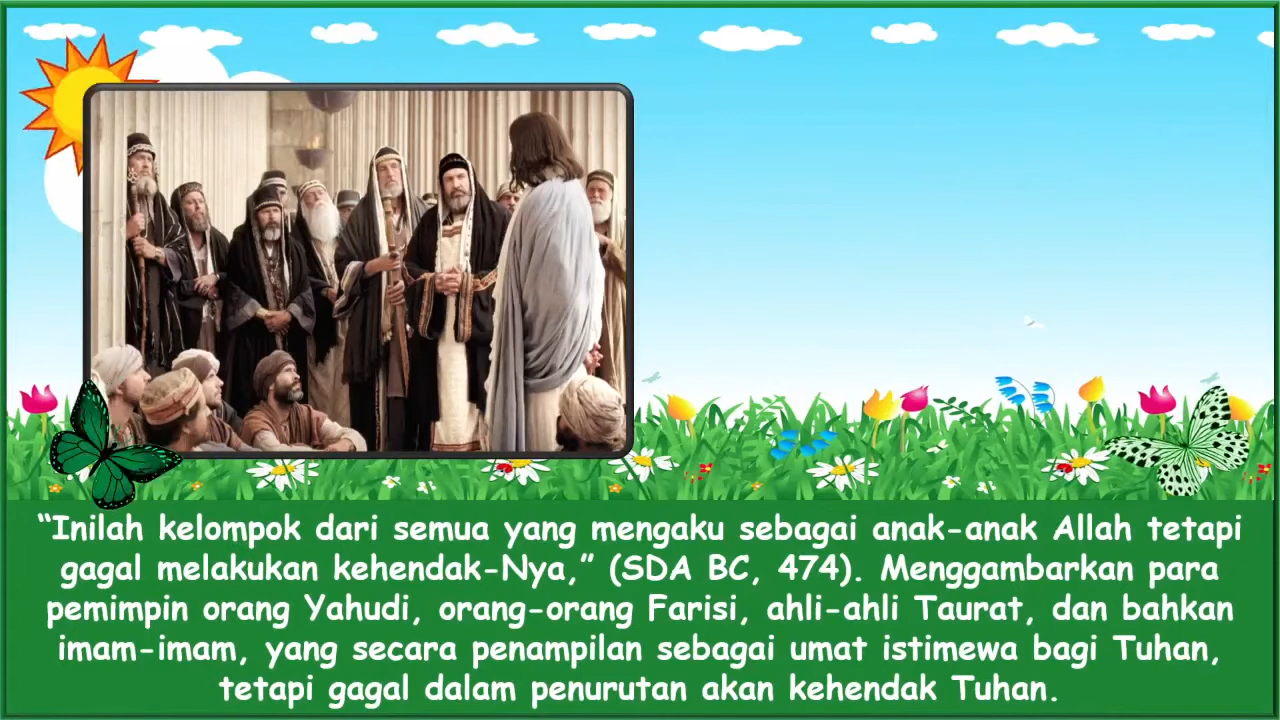 “Inilah kelompok dari semua yang mengaku sebagai anak-anak Allah tetapi
gagal melakukan kehendak-Nya,” (SDA BC, 474). Menggambarkan para
pemimpin orang Yahudi, orang-orang Farisi, ahli-ahli Taurat, dan bahkan
imam-imam, yang secara penampilan sebagai umat istimewa bagi Tuhan,
tetapi gagal dalam penurutan akan kehendak Tuhan.